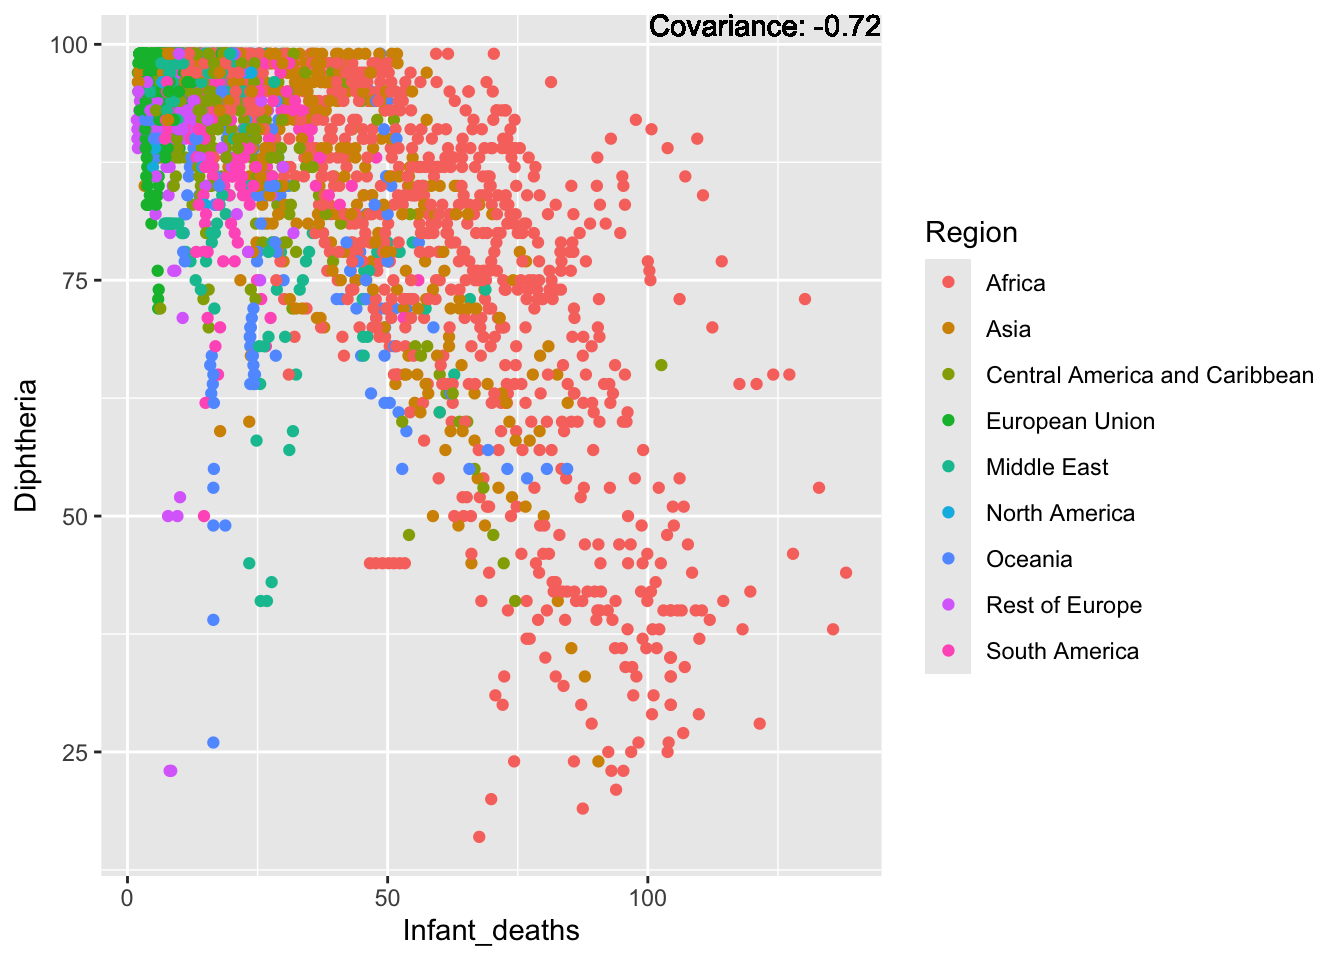 Covariance: -0.72
100
75
50
25
Diphtheria
0
50
100
Infant_deaths
Region
Africa
Asia
Central America and Caribbean
European Union
Middle East
North America
Oceania
Rest of Europe
South America